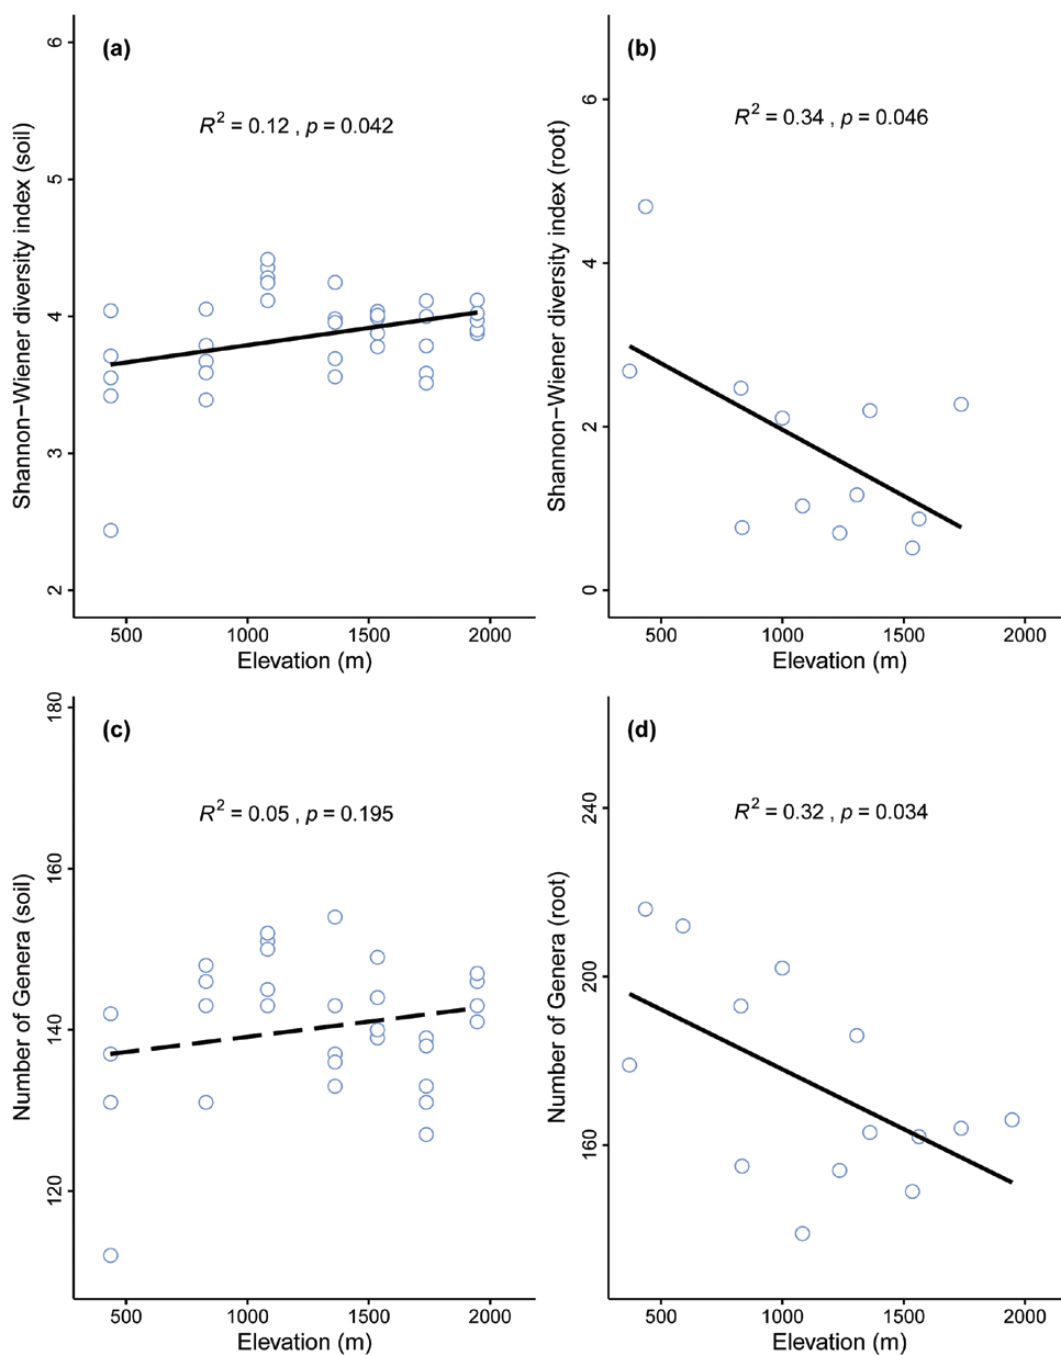 (a)
R² = 0.12 , p = 0.042
Shannon−Wiener diversity index (soil)
6
5
4
3
2
500 1000 1500 2000
Elevation (m)
(b)
R² = 0.34 , p = 0.046
Shannon−Wiener diversity index (root)
6
4
2
0
500 1000 1500 2000
Elevation (m)
(c)
R² = 0.05 , p = 0.195
Number of Genera (soil)
180
160
140
120
500 1000 1500 2000
Elevation (m)
(d)
R² = 0.32 , p = 0.034
Number of Genera (root)
240
200
160
500 1000 1500 2000
Elevation (m)